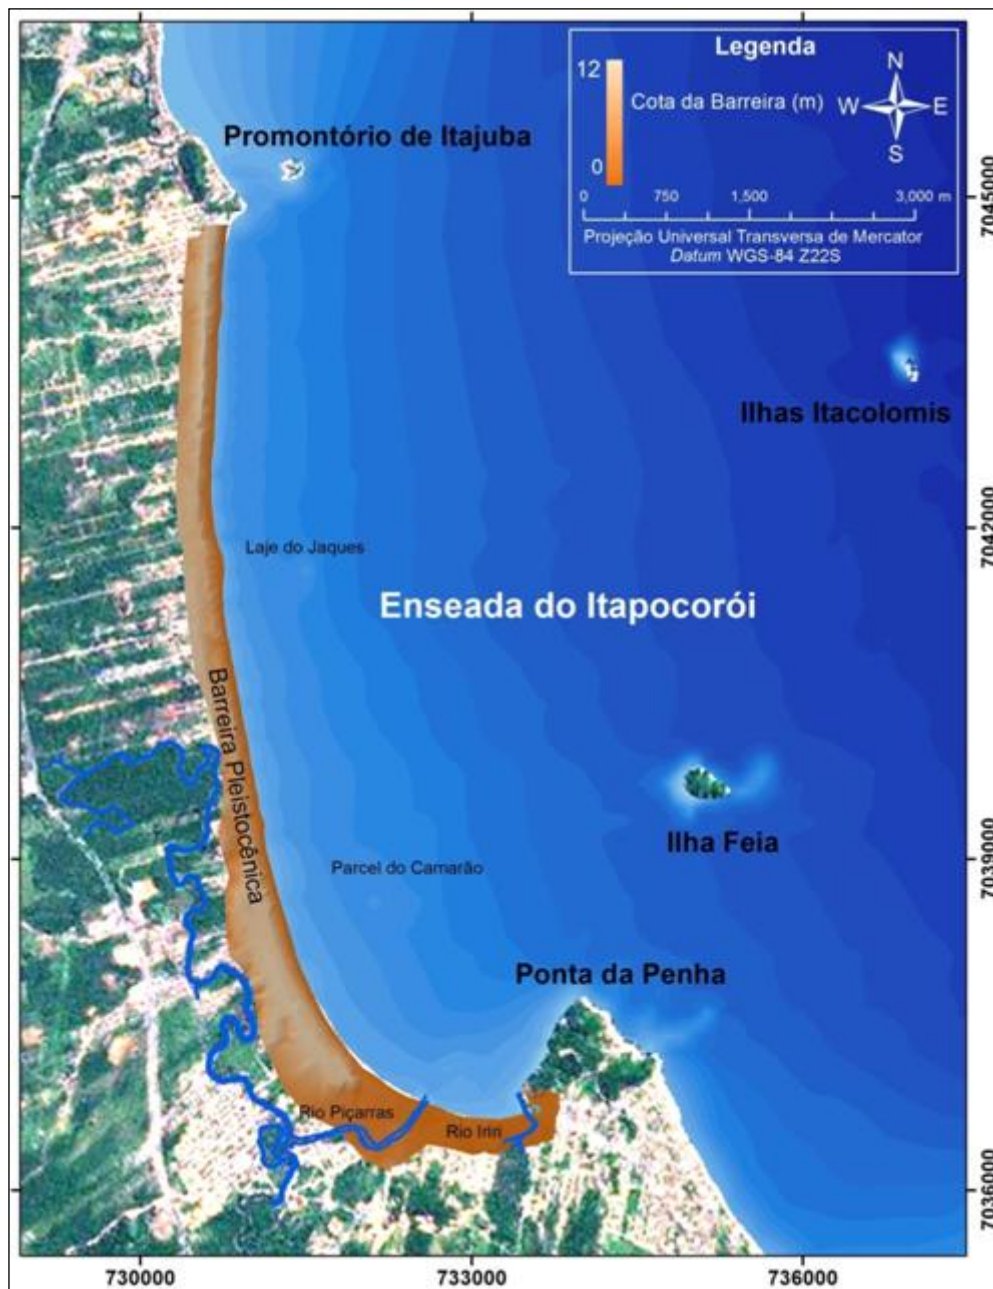 Legenda
12
Cota da Barreira (m)
0
N
W
E
S
0 750 1,500 3,000 m
Projeção Universal Transversa de Mercator
Datum WGS-84 Z22S
Promontório de Itajuba
7045000
Ilhas Itacolomis
7042000
Laje do Jaques
Enseada do Itapocorói
Barreira Pleistocênica
Ilha Feia
7039000
Parcel do Camarão
Ponta da Penha
Rio Piçarras
Rio Iriri
7036000
730000
733000
736000